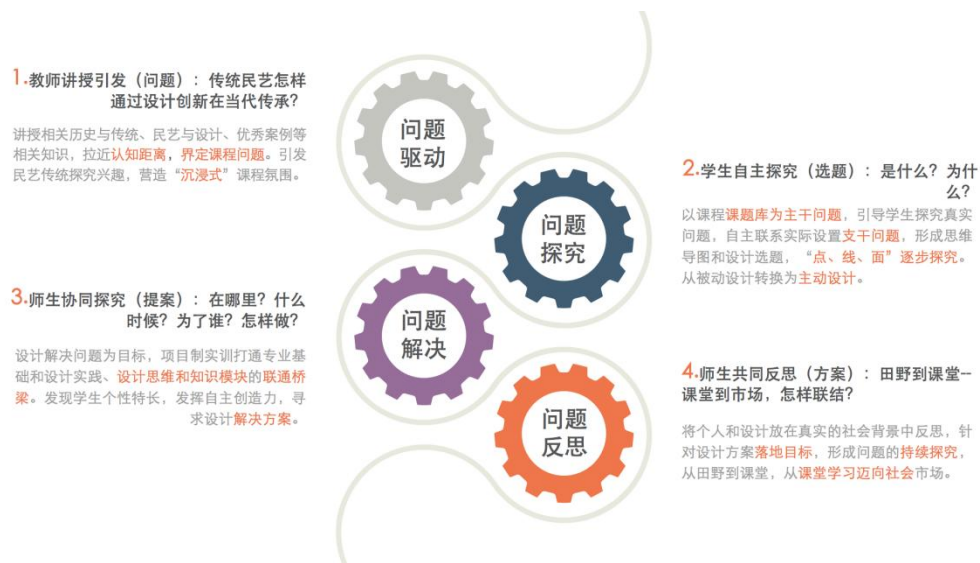 1.教师讲授引发（问题）：传统民艺怎样
通过设计创新在当代传承？
讲授相关历史与传统、民艺与设计、优秀案例等
相关知识，拉近认知距离，界定课程问题。引发
民艺传统探究兴趣，营造“沉浸式”课程氛围。
问题
驱动
2.学生自主探究（选题）：是什么？为什
么？
以课程课题库为主干问题，引导学生探究真实
问题，自主联系实际设置支干问题，形成思维
导图和设计选题，“点、线、面”逐步探究。
从被动设计转换为主动设计。
问题
探究
3.师生协同探究（提案）：在哪里？什么
时候？为了谁？怎样做？
设计解决问题为目标，项目制实训打通专业基
础和设计实践、设计思维和知识模块的联通桥
梁。发现学生个性特长，发挥自主创造力，寻
求设计解决方案。
问题
解决
4.师生共同反思（方案）：田野到课堂--
课堂到市场，怎样联结？
将个人和设计放在真实的社会背景中反思，针
对设计方案落地目标，形成问题的持续探究，
从田野到课堂，从课堂学习迈向社会市场。
问题
反思